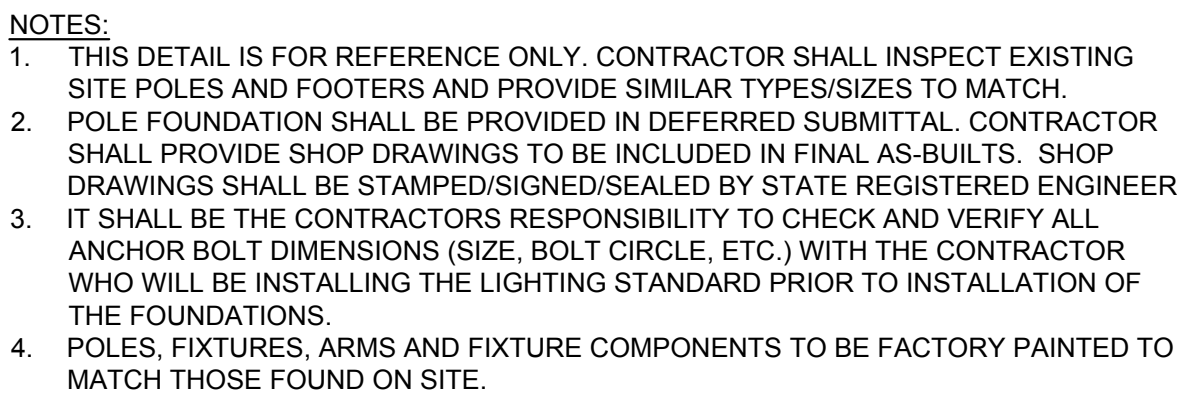 NOTES:
1. THIS DETAIL IS FOR REFERENCE ONLY. CONTRACTOR SHALL INSPECT EXISTING
SITE POLES AND FOOTERS AND PROVIDE SIMILAR TYPES/SIZES TO MATCH.
2. POLE FOUNDATION SHALL BE PROVIDED IN DEFERRED SUBMITTAL. CONTRACTOR
SHALL PROVIDE SHOP DRAWINGS TO BE INCLUDED IN FINAL AS-BUILTS. SHOP
DRAWINGS SHALL BE STAMPED/SIGNED/SEALED BY STATE REGISTERED ENGINEER
3. IT SHALL BE THE CONTRACTORS RESPONSIBILITY TO CHECK AND VERIFY ALL
ANCHOR BOLT DIMENSIONS (SIZE, BOLT CIRCLE, ETC.) WITH THE CONTRACTOR
WHO WILL BE INSTALLING THE LIGHTING STANDARD PRIOR TO INSTALLATION OF
THE FOUNDATIONS.
4. POLES, FIXTURES, ARMS AND FIXTURE COMPONENTS TO BE FACTORY PAINTED TO
MATCH THOSE FOUND ON SITE.